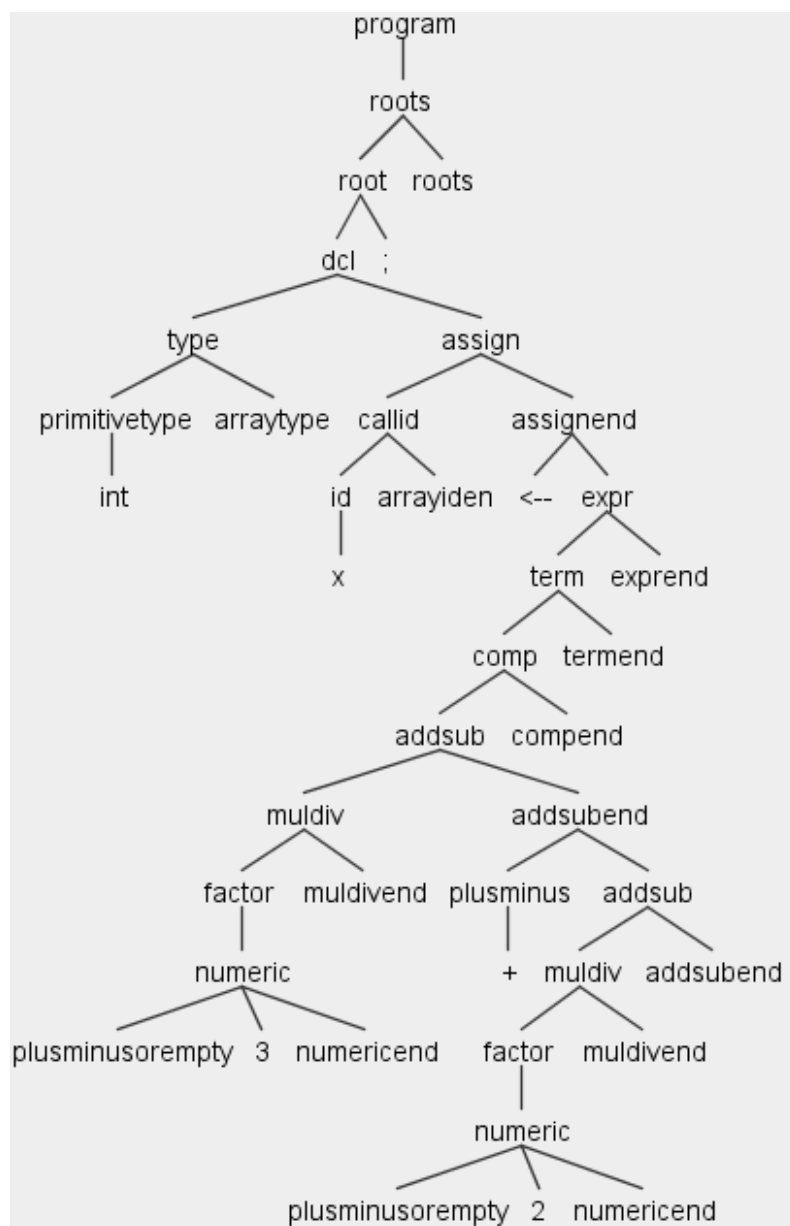 program
roots
root roots
dcl ;
type assign
primitivetype arraytype callid assignend
int id arrayiden <-- expr
x term exprend
comp termend
addsub compend
muldiv addsubend
factor muldivend plusminus addsub
numeric + muldiv addsubend
plusminusorempty 3 numericend factor muldivend
numeric
plusminusorempty 2 numericend